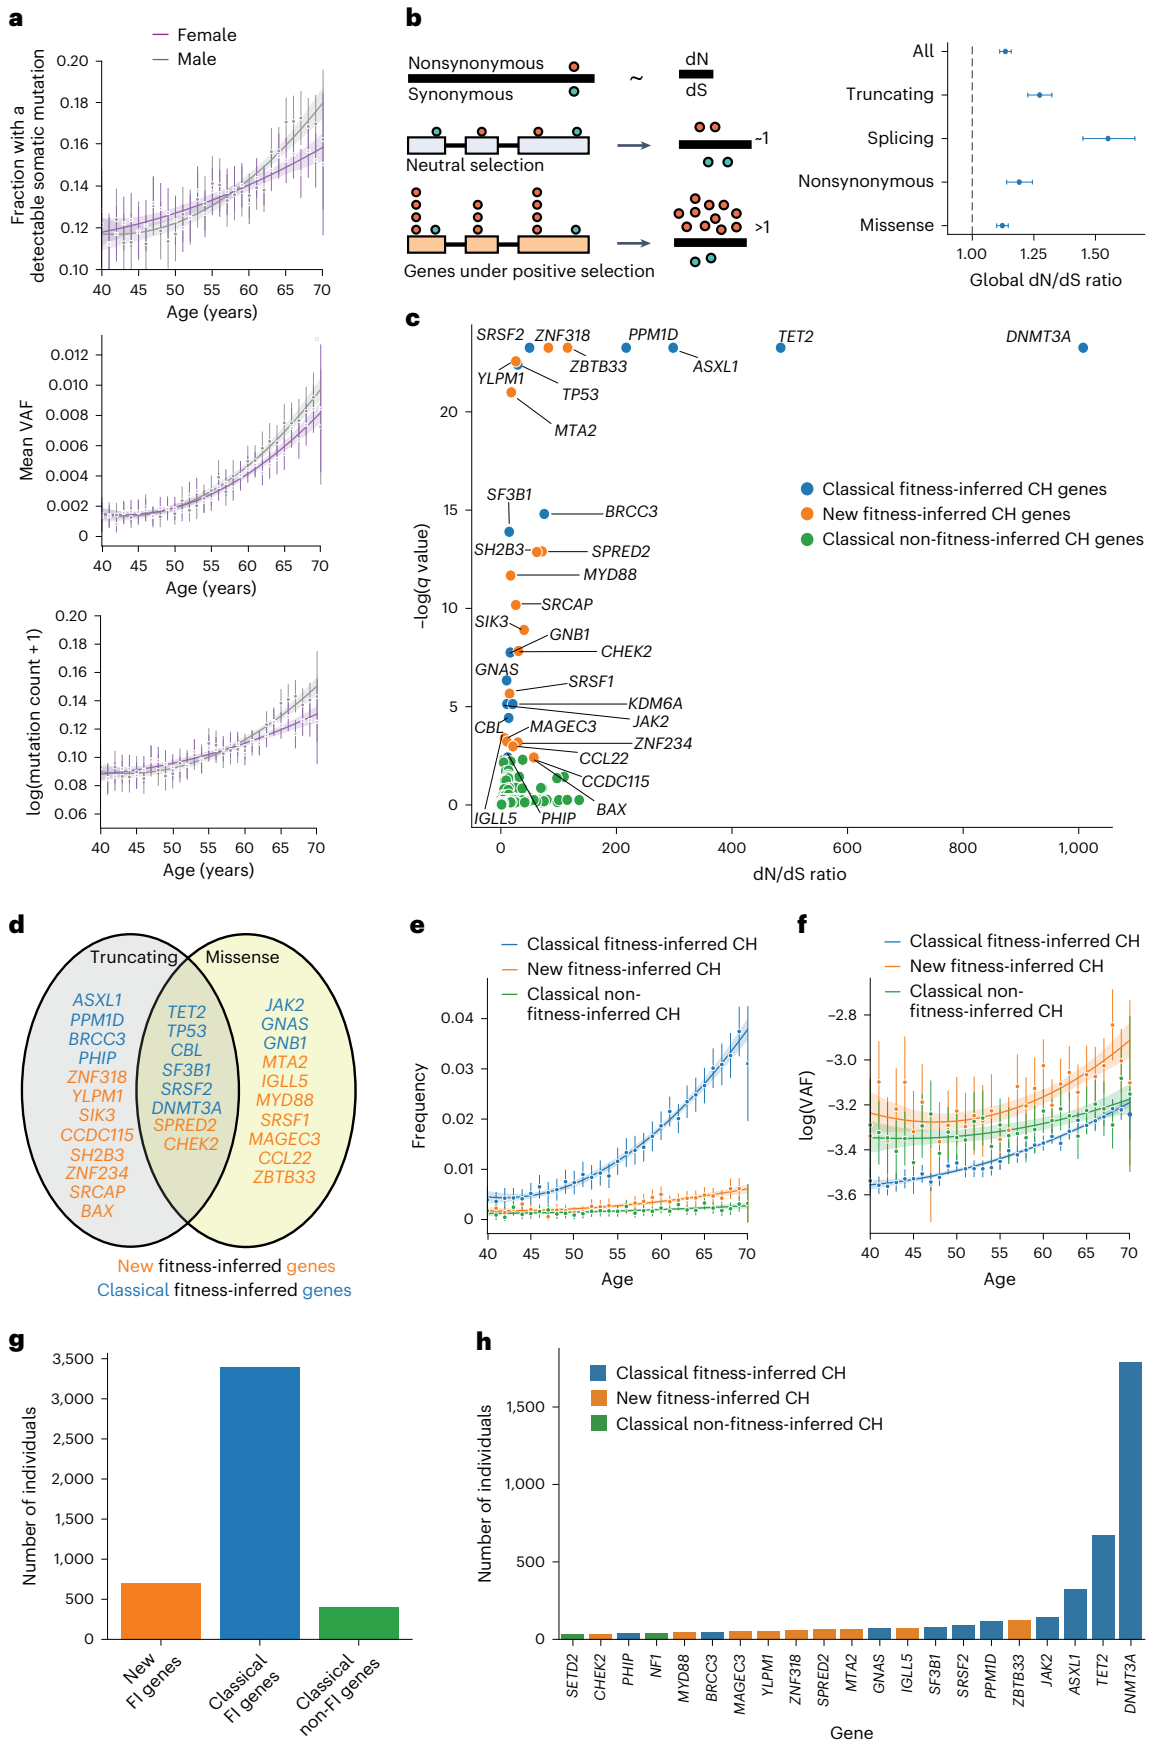 a
Female
Male
0.20
0.18
0.16
0.14
0.12
0.10
Fraction with a
detectable somatic mutation
40 45 50 55 60 65 70
Age (years)
0.012
0.010
0.008
0.006
0.004
0.002
0
Mean VAF
40 45 50 55 60 65 70
Age (years)
0.20
0.18
0.16
0.14
0.12
0.10
0.08
0.06
log(mutation count + 1)
40 45 50 55 60 65 70
Age (years)
b
Nonsynonymous
Synonymous
~
dN
dS
Neutral selection
~1
Genes under positive selection
>1
All
Truncating
Splicing
Nonsynonymous
Missense
1.00 1.25 1.50
Global dN/dS ratio
c
SRSF2 ZNF318 PPM1D TET2 DNMT3A
ZBTB33 ASXL1
YLPM1
TP53
MTA2
SF3B1
BRCC3
SH2B3 SPRED2
MYD88
SRCAP
SIK3
GNB1
CHEK2
GNAS
SRSF1
KDM6A
JAK2
CBL MAGEC3
ZNF234
CCL22
CCDC115
BAX
IGLL5 PHIP
Classical fitness-inferred CH genes
New fitness-inferred CH genes
Classical non-fitness-inferred CH genes
20
15
10
5
0
–log(q value)
0 200 400 600 800 1,000
dN/dS ratio
d
Truncating
Missense
ASXL1
PPM1D
BRCC3
PHIP
ZNF318
YLPM1
SIK3
CCDC115
SH2B3
ZNF234
SRCAP
BAX
TET2
TP53
CBL
SF3B1
SRSF2
DNMT3A
SPRED2
CHEK2
JAK2
GNAS
GNB1
MTA2
IGLL5
MYD88
SRSF1
MAGEC3
CCL22
ZBTB33
New fitness-inferred genes
Classical fitness-inferred genes
e
Classical fitness-inferred CH
New fitness-inferred CH
Classical non-
fitness-inferred CH
0.04
0.03
0.02
0.01
0
Frequency
40 45 50 55 60 65 70
Age
f
Classical fitness-inferred CH
New fitness-inferred CH
Classical non-
fitness-inferred CH
–2.8
–3.0
–3.2
–3.4
–3.6
log(VAF)
40 45 50 55 60 65 70
Age
g
3,500
3,000
2,500
2,000
1,500
1,000
500
0
Number of individuals
New
FI genes
Classical
FI genes
Classical
non-FI genes
h
Classical fitness-inferred CH
New fitness-inferred CH
Classical non-fitness-inferred CH
1,500
1,000
500
0
Number of individuals
SETD2 CHEK2 PHIP NF1 MYD88 BRCC3 MAGEC3 YLPM1 ZNF318 SPRED2 MTA2 GNAS IGLL5 SF3B1 SRSF2 PPM1D ZBTB33 JAK2 ASXL1 TET2 DNMT3A
Gene